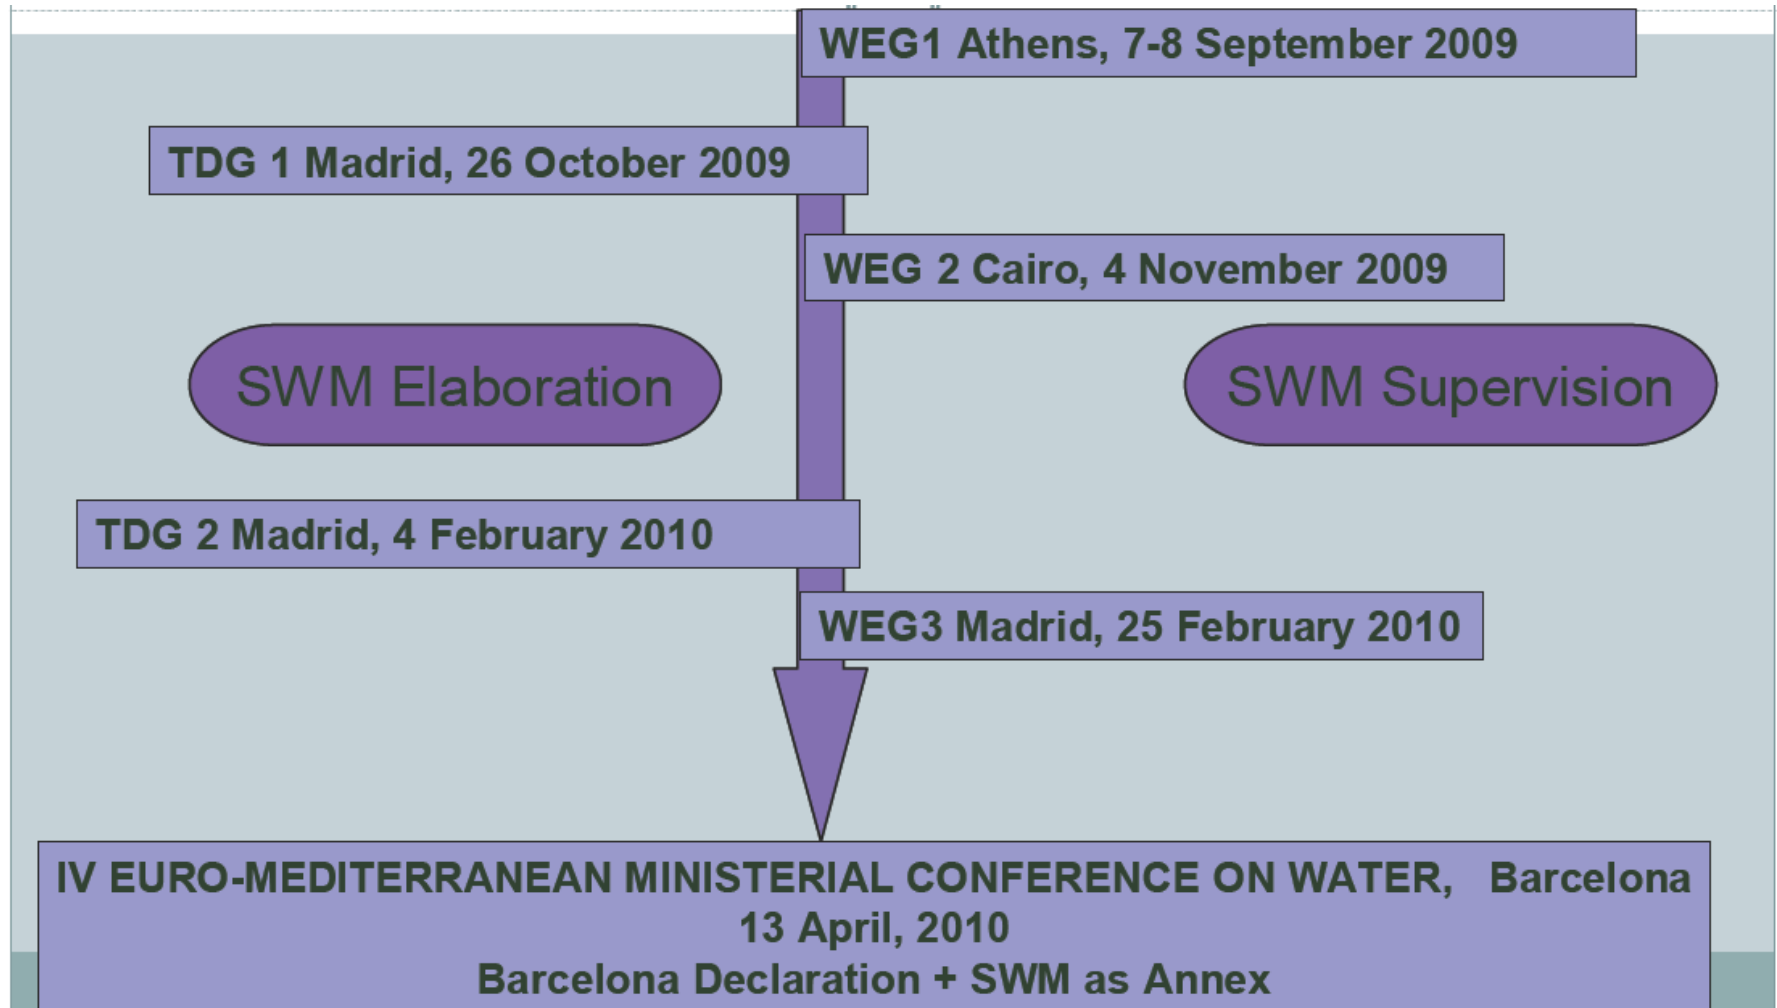 WEG1 Athens, 7-8 September 2009
TDG 1 Madrid, 26 October 2009
WEG 2 Cairo, 4 November 2009
SWM Elaboration
SWM Supervision
TDG 2 Madrid, 4 February 2010
WEG3 Madrid, 25 February 2010
IV EURO-MEDITERRANEAN MINISTERIAL CONFERENCE ON WATER, Barcelona
13 April, 2010
Barcelona Declaration + SWM as Annex